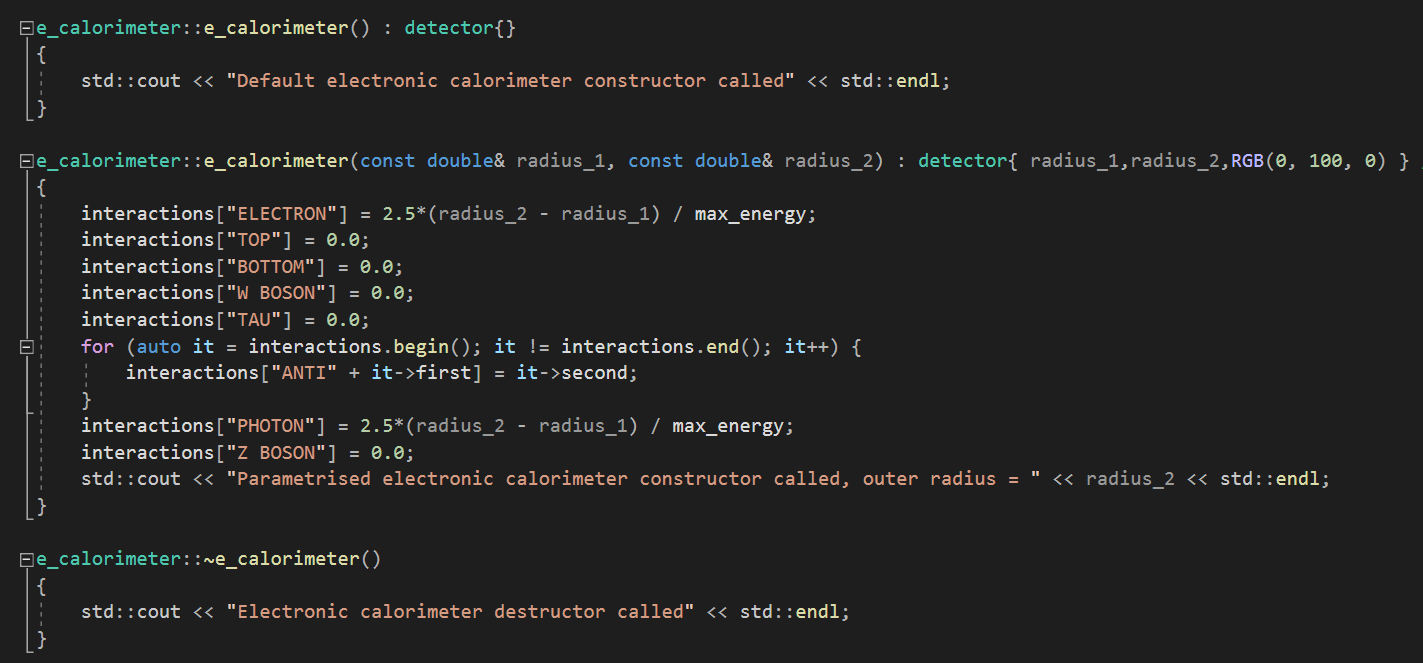 e_calorimeter::e_calorimeter() : detector{}
{
    std::cout << "Default electronic calorimeter constructor called" << std::endl;
}

e_calorimeter::e_calorimeter(const double& radius_1, const double& radius_2) : detector{ radius_1,radius_2,RGB(0, 100, 0) }
{
    interactions["ELECTRON"] = 2.5*(radius_2 - radius_1) / max_energy;
    interactions["TOP"] = 0.0;
    interactions["BOTTOM"] = 0.0;
    interactions["W BOSON"] = 0.0;
    interactions["TAU"] = 0.0;
    for (auto it = interactions.begin(); it != interactions.end(); it++) {
        interactions["ANTI" + it->first] = it->second;
    }
    interactions["PHOTON"] = 2.5*(radius_2 - radius_1) / max_energy;
    interactions["Z BOSON"] = 0.0;
    std::cout << "Parametrised electronic calorimeter constructor called, outer radius = " << radius_2 << std::endl;
}

e_calorimeter::~e_calorimeter()
{
    std::cout << "Electronic calorimeter destructor called" << std::endl;
}